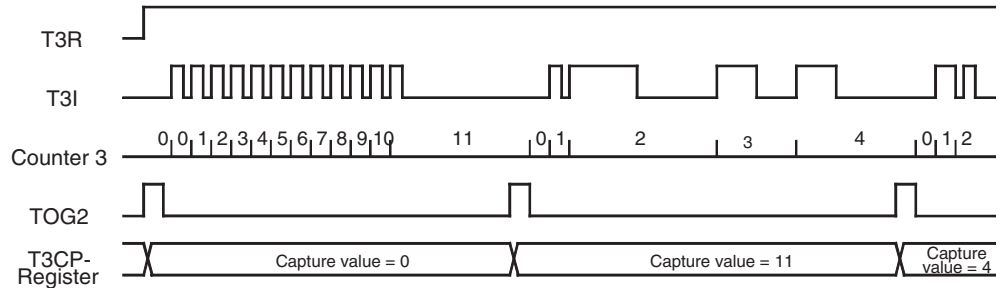 T3R
T3I
Counter 3
0 0 1 2 3 4 5 6 7 8 9 10 11 0 1 2 3 4 0 1 2
TOG2
T3CP-
Register
Capture value = 0
Capture value = 11
Capture
value = 4